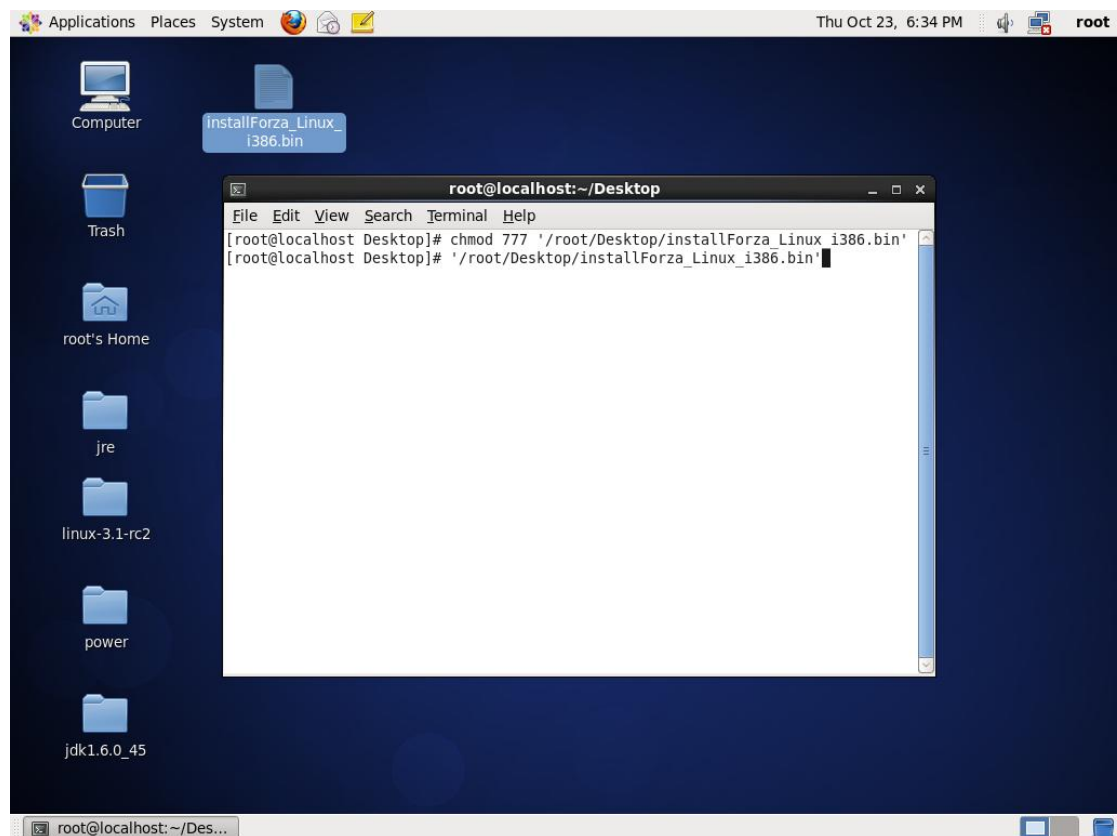 Applications Places System Thu Oct 23, 6:34 PM root
Computer
installForza_Linux_
i386.bin
Trash
root's Home
jre
linux-3.1-rc2
power
jdk1.6.0_45
root@localhost:~/Desktop
File Edit View Search Terminal Help
[root@localhost Desktop]# chmod 777 '/root/Desktop/installForza_Linux_i386.bin'
[root@localhost Desktop]# '/root/Desktop/installForza_Linux_i386.bin'
root@localhost:~/Des...